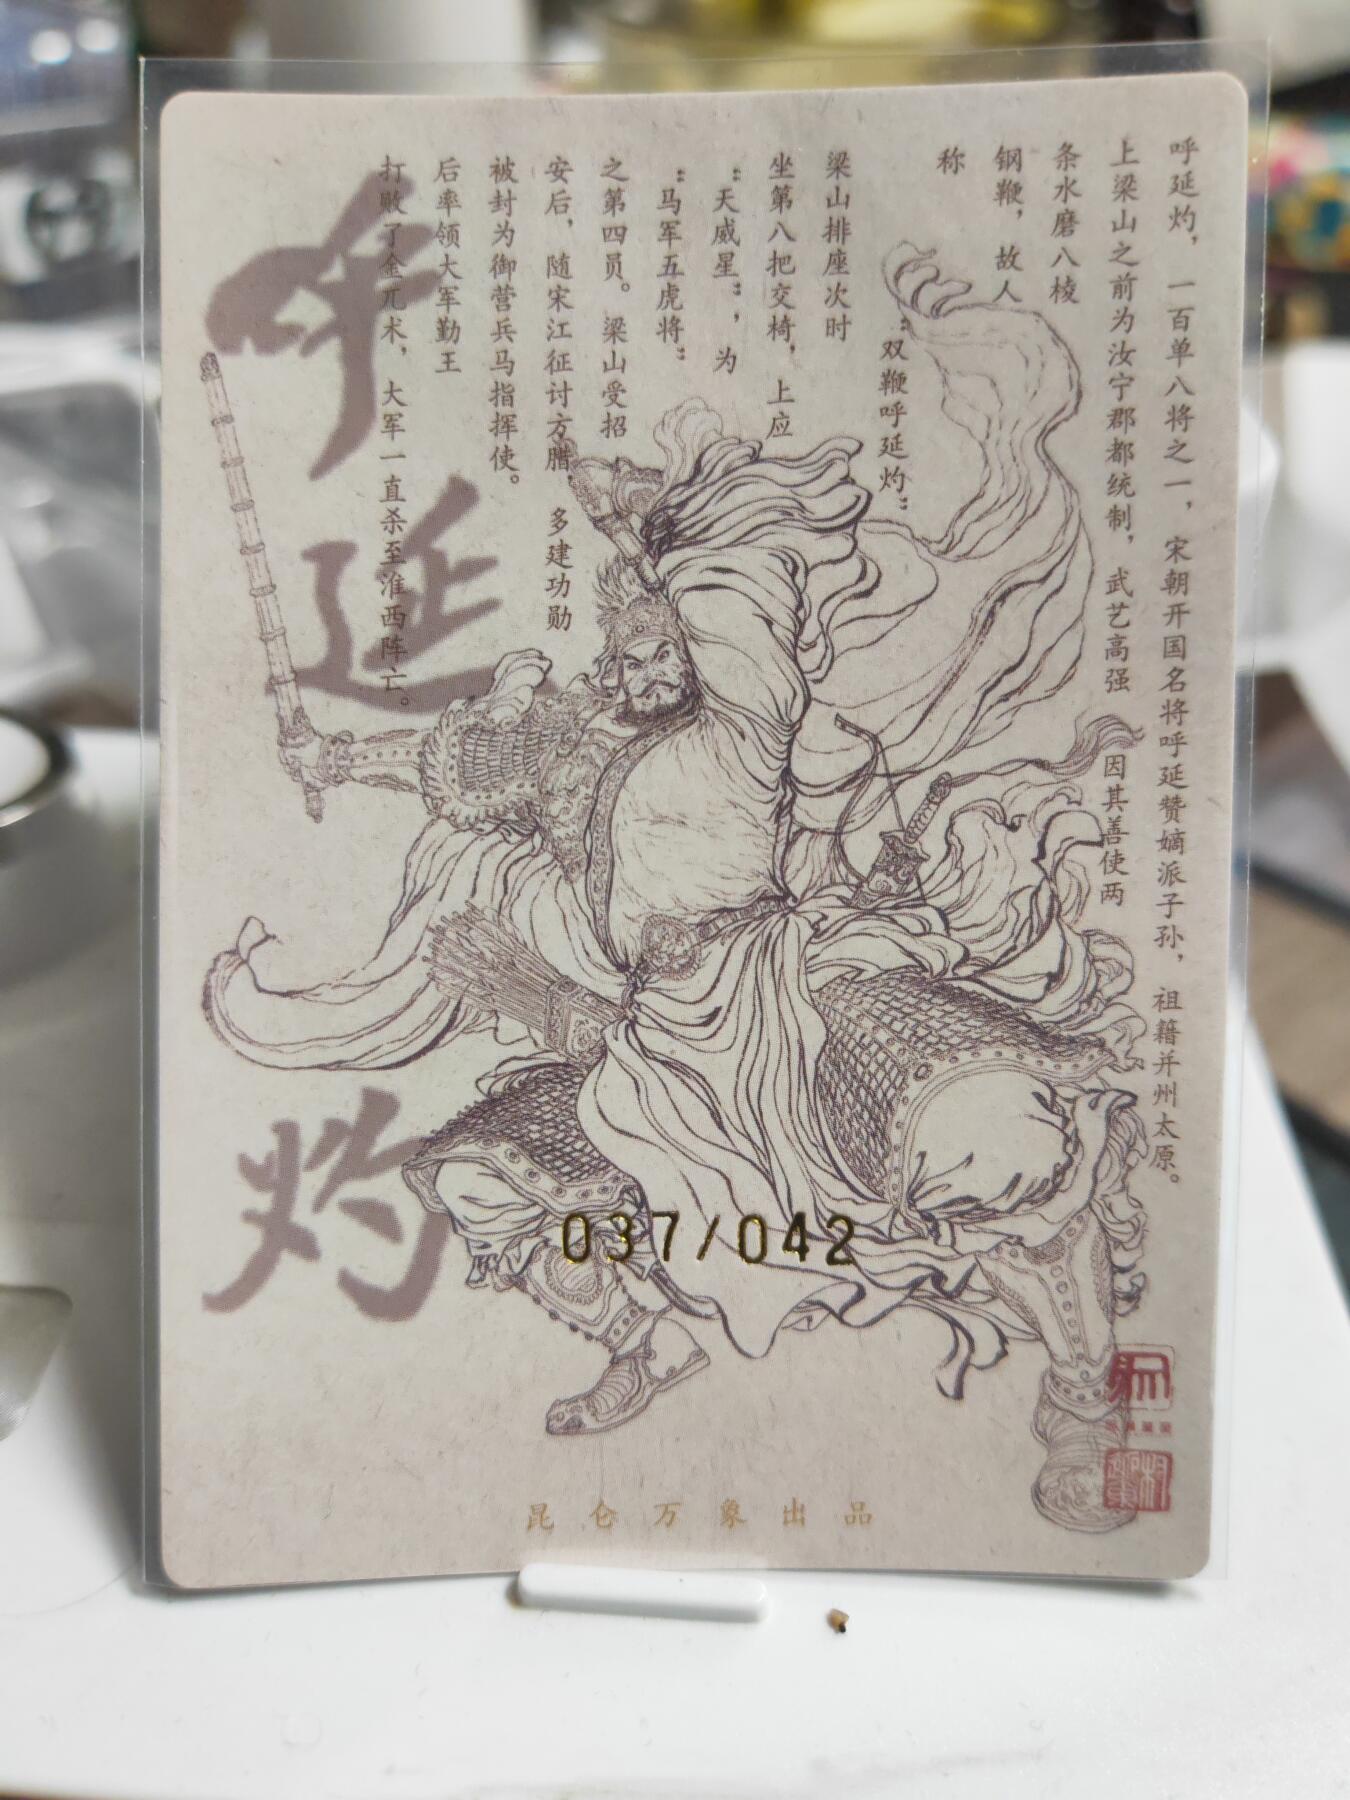 呼延灼，一百单八将之一，宋朝开国名将呼延赞嫡派子孙，祖籍并州太原。
上梁山之前为汝宁郡都统制，武艺高强 因其善使两
条水磨八棱
钢鞭，故人
称
“双鞭呼延灼”
梁山排座次时
坐第八把交椅，上应
“天威星”，为
“马军五虎将”
之第四员。梁山受招
安后，随宋江征讨方腊，多建功勋
被封为御营兵马指挥使。
后率领大军勤王
打败了金兀术，大军一直杀至淮西阵亡。
呼延灼
037/042
昆仑万象出品